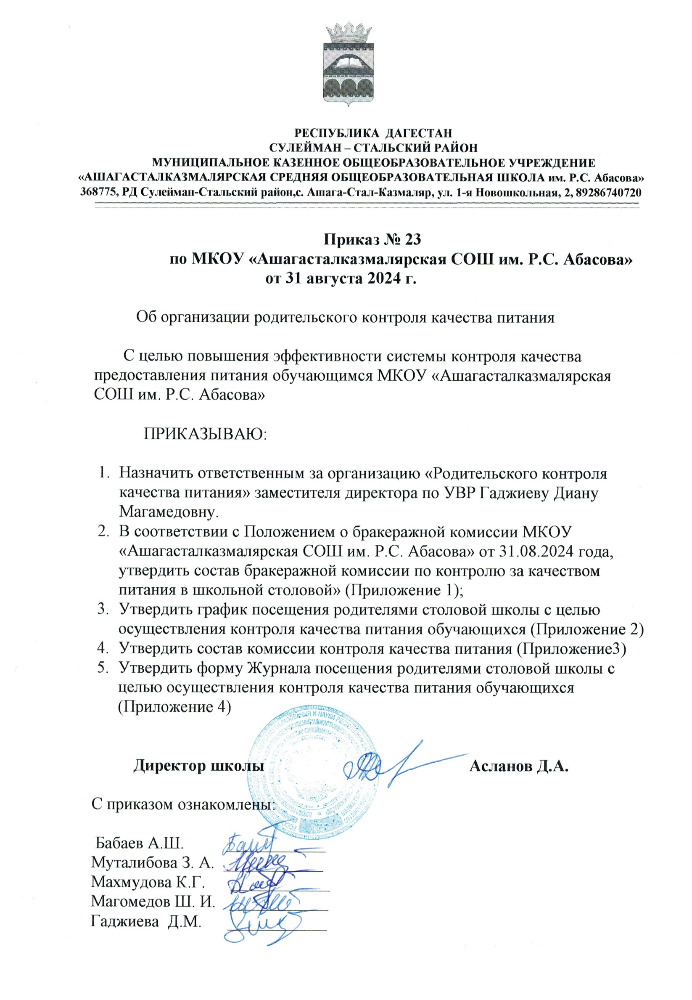 РЕСПУБЛИКА ДАГЕСТАН
СУЛЕЙМАН – СТАЛЬСКИЙ РАЙОН
МУНИЦИПАЛЬНОЕ КАЗЕННОЕ ОБЩЕОБРАЗОВАТЕЛЬНОЕ УЧРЕЖДЕНИЕ
«АШАГАСТАЛКАЗМАЛЯРСКАЯ СРЕДНЯЯ ОБЩЕОБРАЗОВАТЕЛЬНАЯ ШКОЛА им. Р.С. Абасова»
368775, РД Сулейман-Стальский район,с. Ашага-Стал-Казмаляр, ул. 1-я Новошкольная, 2, 89286740720
Приказ № 23
по МКОУ «Ашагасталказмалярская СОШ им. Р.С. Абасова»
от 31 августа 2024 г.
Об организации родительского контроля качества питания
С целью повышения эффективности системы контроля качества
предоставления питания обучающимся МКОУ «Ашагасталказмалярская
СОШ им. Р.С. Абасова»
ПРИКАЗЫВАЮ:
1. Назначить ответственным за организацию «Родительского контроля
качества питания» заместителя директора по УВР Гаджиеву Диану
Магамедовну.
2. В соответствии с Положением о бракеражной комиссии МКОУ
«Ашагасталказмалярская СОШ им. Р.С. Абасова» от 31.08.2024 года,
утвердить состав бракеражной комиссии по контролю за качеством
питания в школьной столовой» (Приложение 1);
3. Утвердить график посещения родителями столовой школы с целью
осуществления контроля качества питания обучающихся (Приложение 2)
4. Утвердить состав комиссии контроля качества питания (Приложение3)
5. Утвердить форму Журнала посещения родителями столовой школы с
целью осуществления контроля качества питания обучающихся
(Приложение 4)
Директор школы Асланов Д.А.
С приказом ознакомлены:
Бабаев А.Ш.
Муталибова З. А.
Махмудова К.Г.
Магомедов Ш. И.
Гаджиева Д.М.